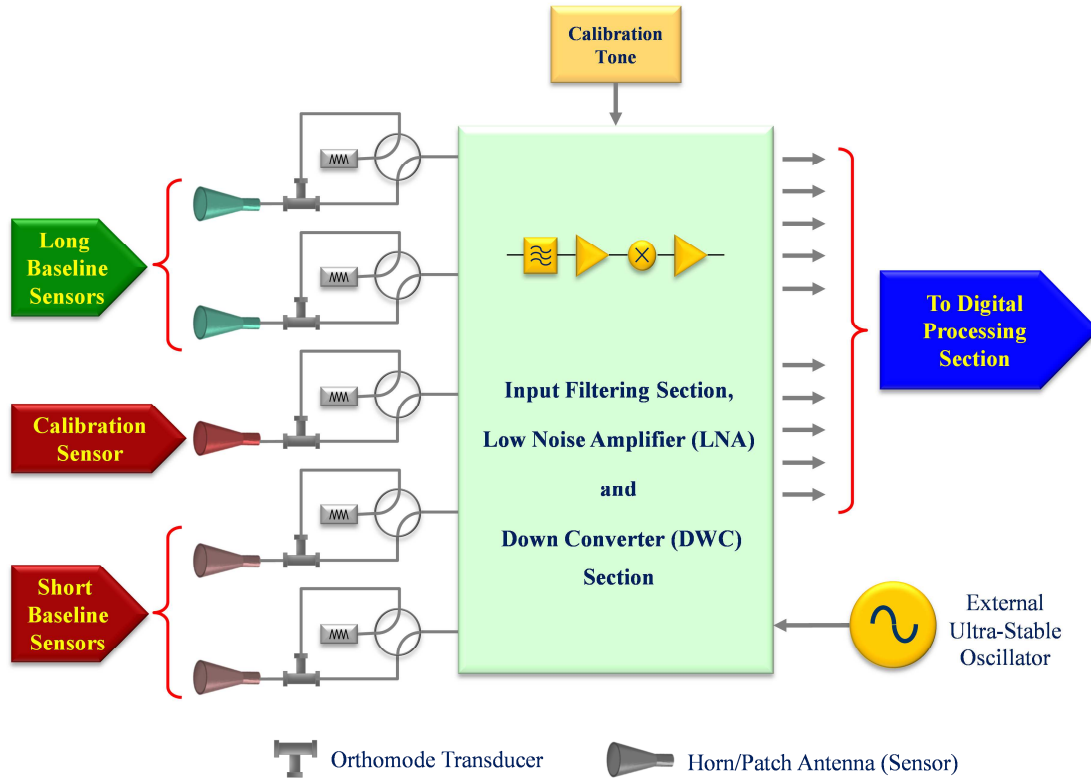 Calibration
Tone
Long
Baseline
Sensors
Calibration
Sensor
Short
Baseline
Sensors
Input Filtering Section,
Low Noise Amplifier (LNA)
and
Down Converter (DWC)
Section
To Digital
Processing
Section
External
Ultra-Stable
Oscillator
Orthomode Transducer
Horn/Patch Antenna (Sensor)